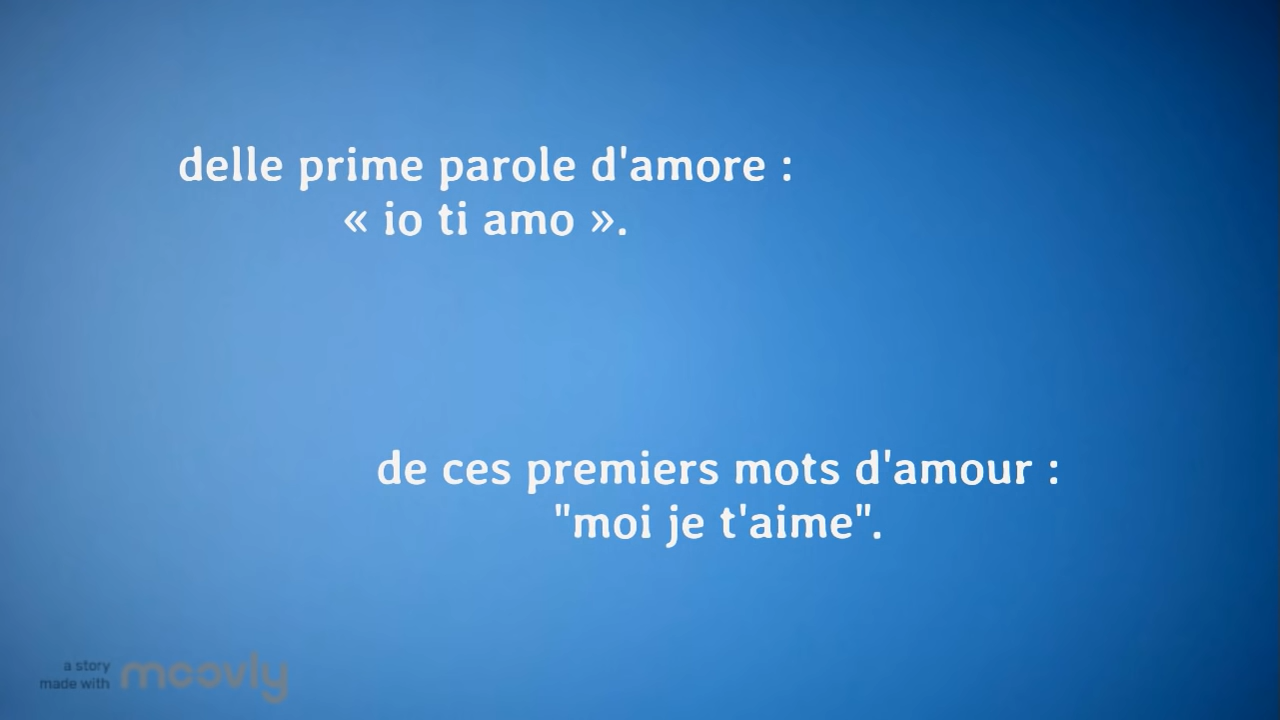 delle prime parole d'amore :
« io ti amo ».
de ces premiers mots d'amour :
"moi je t'aime".
a story
made with moovly